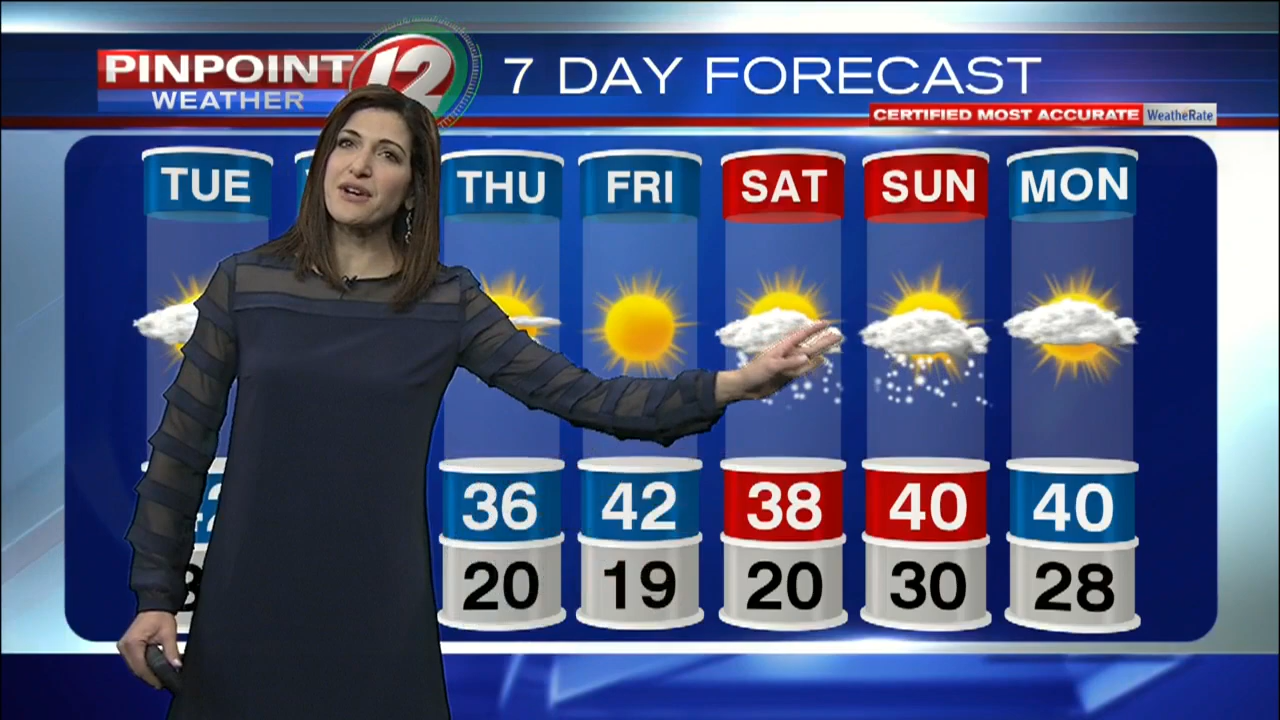 PINPOINT 12
WEATHER
7 DAY FORECAST
CERTIFIED MOST ACCURATE WeatheRate
TUE THU FRI SAT SUN MON
36 42 38 40 40
20 19 20 30 28